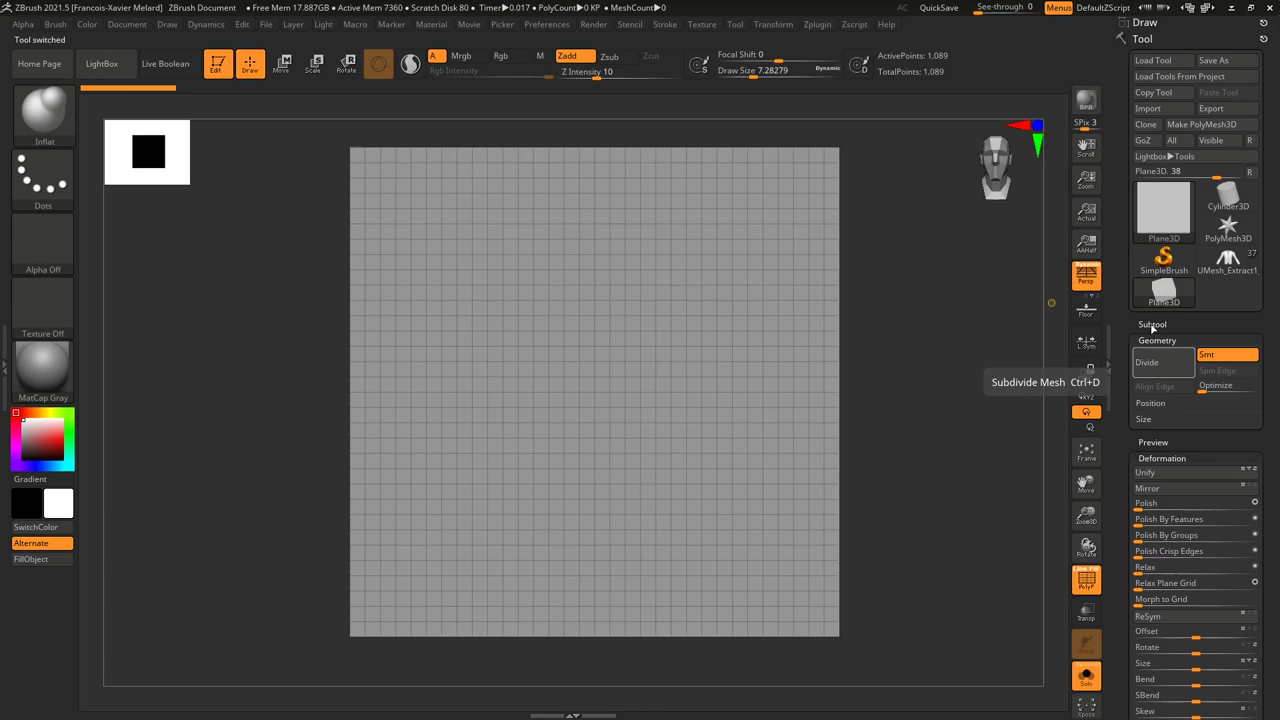 ZBrush 2021.5 [Francois-Xavier Melard]   ZBrush Document   • Free Mem 17.887GB • Active Mem 7360 • Scratch Disk 80 • Timer▶0.017 • PolyCount▶0 KP • MeshCount▶0
AC QuickSave See-through 0 Menus DefaultZScript
Alpha Brush Color Document Draw Dynamics Edit File Layer Light Macro Marker Material Movie Picker Preferences Render Stencil Stroke Texture Tool Transform Zplugin Zscript Help
Tool switched
Home Page LightBox Live Boolean
Edit Draw Move Scale Rotate
A Mrgb Rgb M
Rgb Intensity
Zadd Zsub Zcut
Z Intensity 10
S
Focal Shift 0
Draw Size 7.28279 Dynamic
D
ActivePoints: 1,089
TotalPoints: 1,089
Inflat
Dots
Alpha Off
Texture Off
MatCap Gray
Gradient
SwitchColor
Alternate
FillObject
BPR
SPix 3
Scroll
Zoom
Actual
AAHalf
Dynamic
Persp
Floor
L.Sym
XYZ
Frame
Move
Zoom3D
Rotate
Line Fill
PolyF
Transp
Ghost
Dynamic
Solo
Xpose
Subdivide Mesh Ctrl+D
Draw
Tool
Load Tool Save As
Load Tools From Project
Copy Tool Paste Tool
Import Export
Clone Make PolyMesh3D
GoZ All Visible R
Lightbox▶Tools
Plane3D. 38 R
Plane3D
Cylinder3D
PolyMesh3D
SimpleBrush
37
UMesh_Extract1_
Plane3D
Subtool
Geometry
Divide
Smt
Spin Edge
Align Edge Optimize
Position
Size
Preview
Deformation
Unify
Mirror
Polish
Polish By Features
Polish By Groups
Polish Crisp Edges
Relax
Relax Plane Grid
Morph to Grid
ReSym
Offset
Rotate
Size
Bend
SBend
Skew